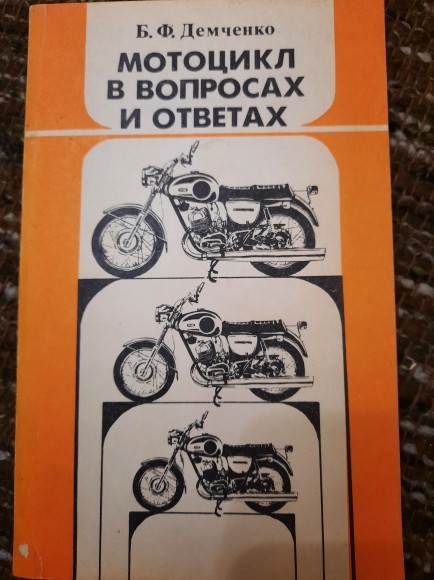 Б. Ф. Демченко
МОТОЦИКЛ
В ВОПРОСАХ
И ОТВЕТАХ